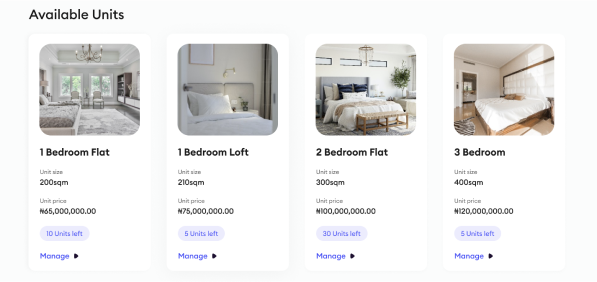 Available Units
1 Bedroom Flat
Unit size
200sqm
Unit price
₦65,000,000.00
10 Units left
Manage
1 Bedroom Loft
Unit size
210sqm
Unit price
₦75,000,000.00
5 Units left
Manage
2 Bedroom Flat
Unit size
300sqm
Unit price
₦100,000,000.00
30 Units left
Manage
3 Bedroom
Unit size
400sqm
Unit price
₦120,000,000.00
5 Units left
Manage